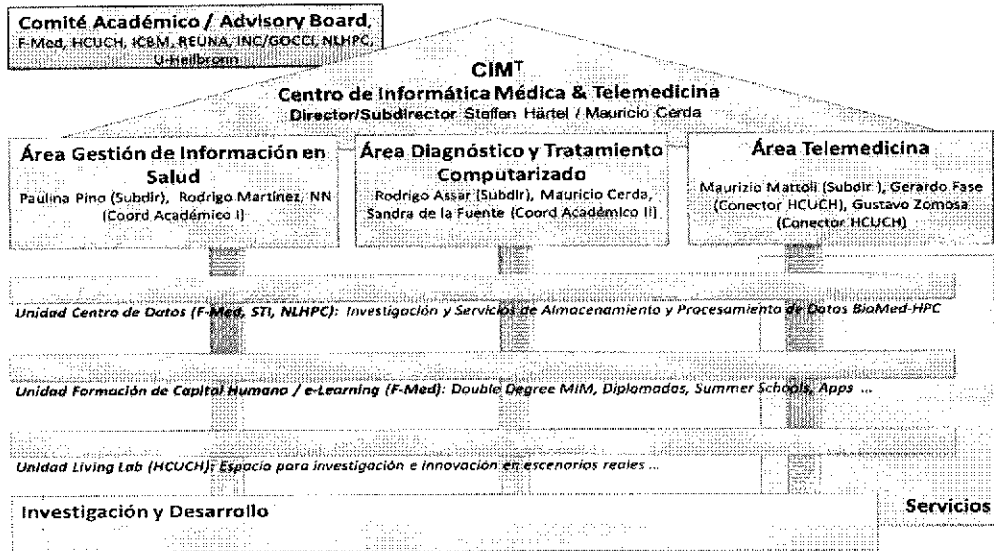 Comité Académico / Advisory Board,
F-Med, HCUCH, ICBM, REUNA, INC/GOCCI, NLHPC,
U-Heilbronn
CIMT
Centro de Informática Médica & Telemedicina
Director/Subdirector Steffen Härtel / Mauricio Cerda
Área Gestión de Información en
Salud
Paulina Pino (Subdir), Rodrigo Martínez, NN
(Coord Académico I)
Área Diagnóstico y Tratamiento
Computarizado
Rodrigo Assar (Subdir), Mauricio Cerda,
Sandra de la Fuente (Coord Académico II)
Área Telemedicina
Maurizio Mattoli (Subdir ), Gerardo Fase
(Conector HCUCH), Gustavo Zomosa
(Conector HCUCH)
Unidad Centro de Datos (F-Med, STI, NLHPC): Investigación y Servicios de Almacenamiento y Procesamiento de Datos BioMed-HPC
Unidad Formación de Capital Humano / e-Learning (F-Med): Double Degree MIM, Diplomados, Summer Schools, Apps ...
Unidad Living Lab (HCUCH): Espacio para investigación e innovación en escenarios reales ...
Investigación y Desarrollo
Servicios